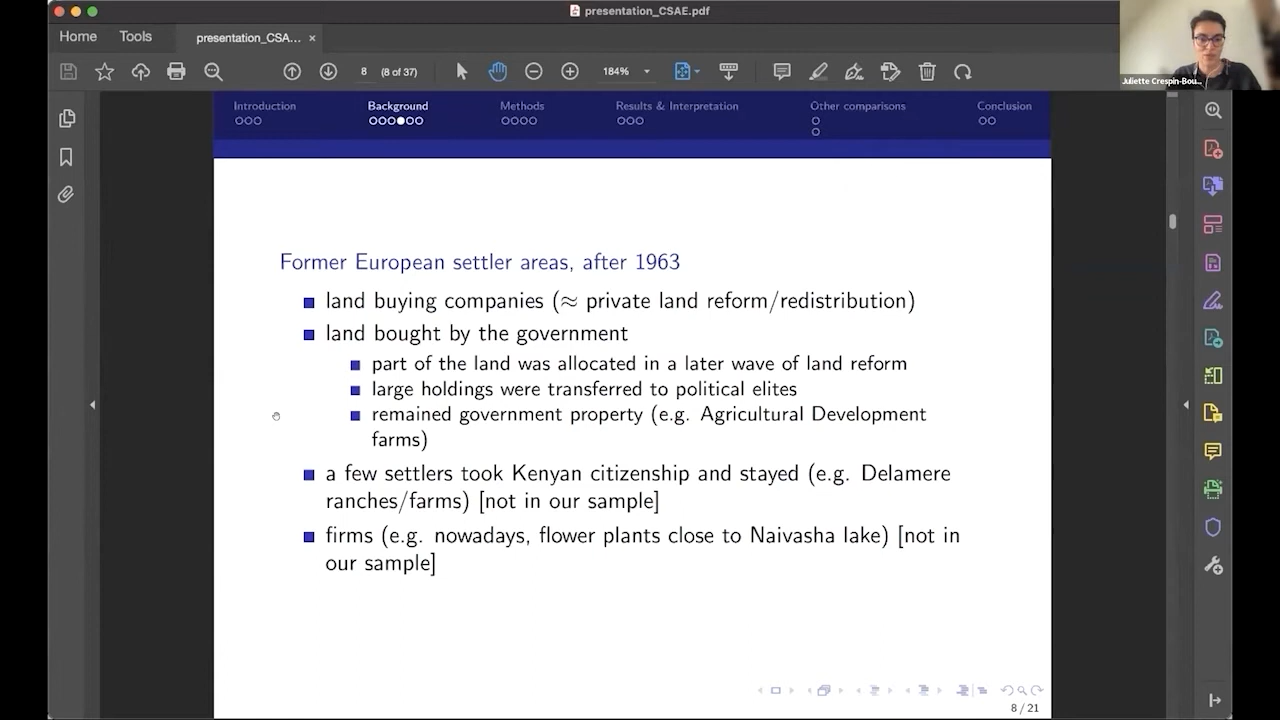 presentation_CSAE.pdf
Home
Tools
presentation_CSA... ×
8
(8 of 37)
184%
Juliette Crespin-Bou...
Introduction
Background
Methods
Results & Interpretation
Other comparisons
Conclusion
Former European settler areas, after 1963
land buying companies (≈ private land reform/redistribution)
land bought by the government
part of the land was allocated in a later wave of land reform
large holdings were transferred to political elites
remained government property (e.g. Agricultural Development
farms)
a few settlers took Kenyan citizenship and stayed (e.g. Delamere
ranches/farms) [not in our sample]
firms (e.g. nowadays, flower plants close to Naivasha lake) [not in
our sample]
8 / 21